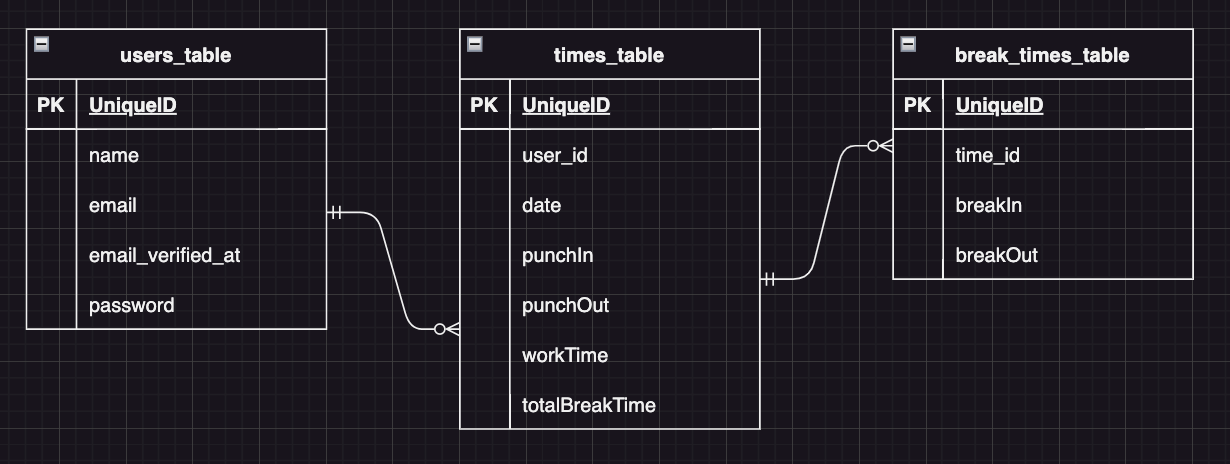 users_table
PK UniqueID
name
email
email_verified_at
password
times_table
PK UniqueID
user_id
date
punchIn
punchOut
workTime
totalBreakTime
break_times_table
PK UniqueID
time_id
breakIn
breakOut